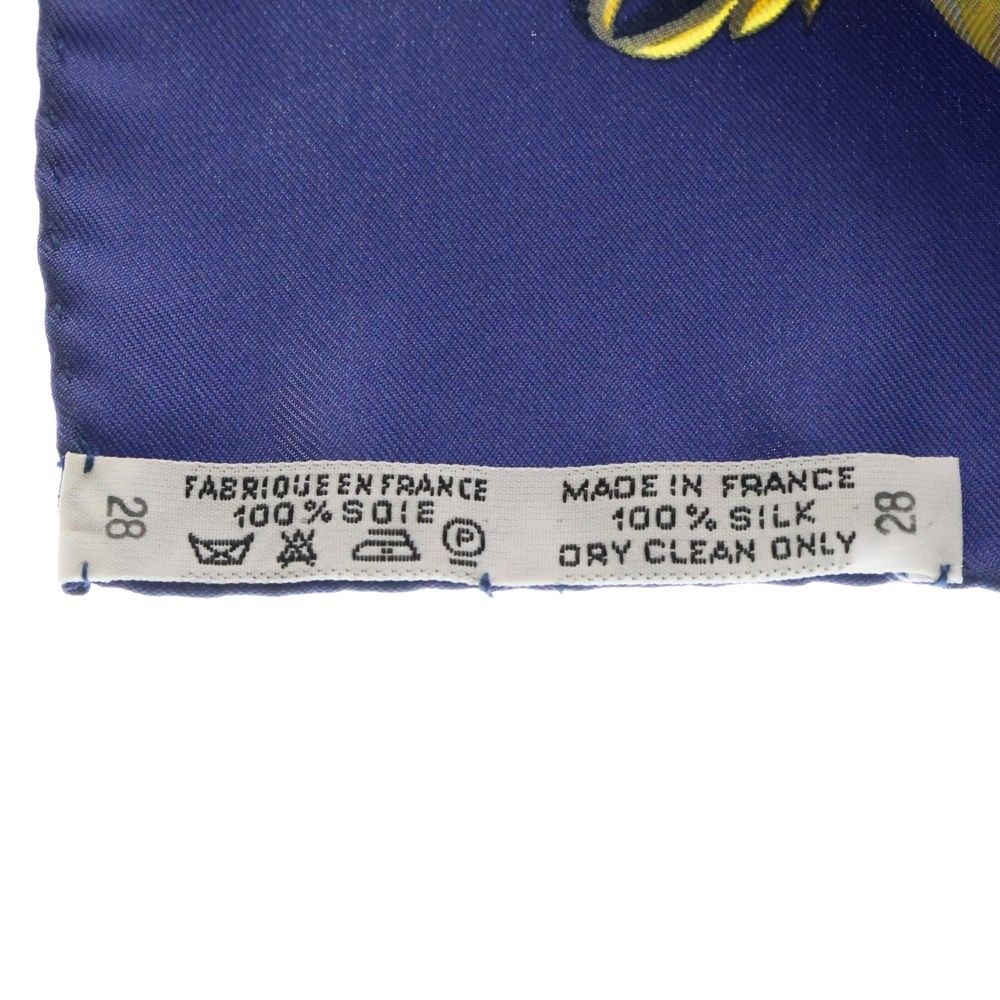 28
FABRIQUE EN FRANCE
100% SOIE
P
MADE IN FRANCE
100% SILK
DRY CLEAN ONLY
28